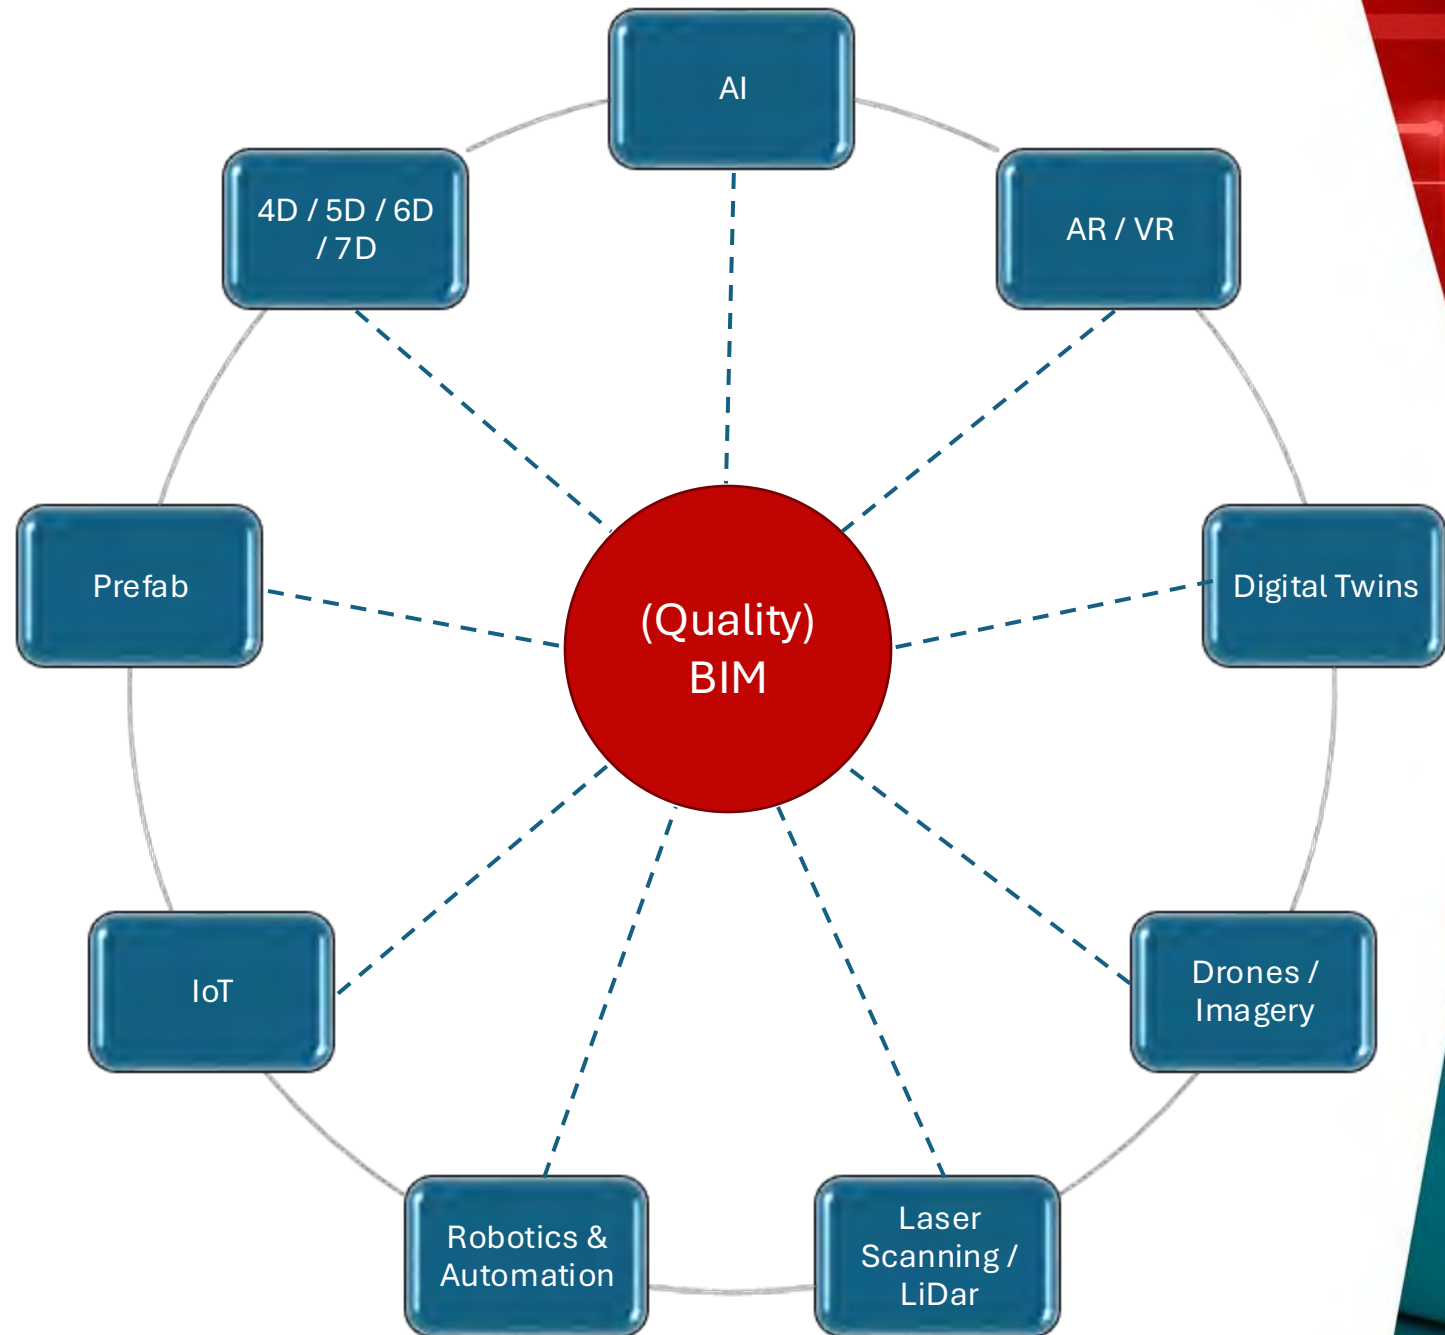 AI
4D / 5D / 6D
/ 7D
AR / VR
Prefab
Digital Twins
(Quality)
BIM
IoT
Drones /
Imagery
Robotics &
Automation
Laser
Scanning /
LiDar